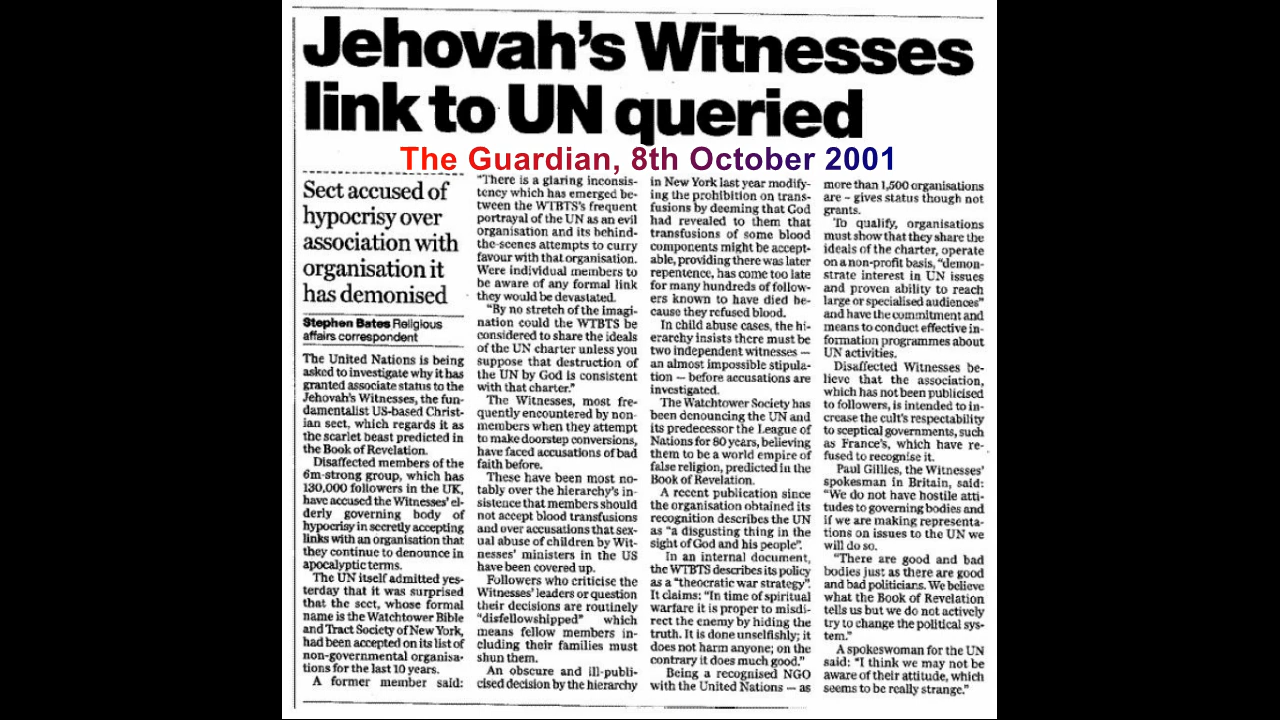 Jehovah's Witnesses
link to UN queried
The Guardian, 8th October 2001
Sect accused of
hypocrisy over
association with
organisation it
has demonised
Stephen Bates Religious
affairs correspondent
The United Nations is being
asked to investigate why it has
granted associate status to the
Jehovah's Witnesses, the fun-
damentalist US-based Christ-
ian sect, which regards it as
the scarlet beast predicted in
the Book of Revelation.
Disaffected members of the
6m-strong group, which has
130,000 followers in the UK,
have accused the Witnesses' el-
derly governing body of
hypocrisy in secretly accepting
links with an organisation that
they continue to denounce in
apocalyptic terms.
The UN itself admitted yes-
terday that it was surprised
that the sect, whose formal
name is the Watchtower Bible
and Tract Society of New York,
had been accepted on its list of
non-governmental organisa-
tions for the last 10 years.
A former member said:
"There is a glaring inconsis-
tency which has emerged be-
tween the WTBTS's frequent
portrayal of the UN as an evil
organisation and its behind-
the-scenes attempts to curry
favour with that organisation.
Were individual members to
be aware of any formal link
they would be devastated.
"By no stretch of the imagi-
nation could the WTBTS be
considered to share the ideals
of the UN charter unless you
suppose that destruction of
the UN by God is consistent
with that charter."
The Witnesses, most fre-
quently encountered by non-
members when they attempt
to make doorstep conversions,
have faced accusations of bad
faith before.
These have been most no-
tably over the hierarchy's in-
sistence that members should
not accept blood transfusions
and over accusations that sex-
ual abuse of children by Wit-
nesses' ministers in the US
have been covered up.
Followers who criticise the
Witnesses' leaders or question
their decisions are routinely
"disfellowshipped" which
means fellow members in-
cluding their families must
shun them.
An obscure and ill-publi-
cised decision by the hierarchy
in New York last year modify-
ing the prohibition on trans-
fusions by deeming that God
had revealed to them that
transfusions of some blood
components might be accept-
able, providing there was later
repentence, has come too late
for many hundreds of follow-
ers known to have died be-
cause they refused blood.
In child abuse cases, the hi-
erarchy insists there must be
two independent witnesses —
an almost impossible stipula-
tion — before accusations are
investigated.
The Watchtower Society has
been denouncing the UN and
its predecessor the League of
Nations for 80 years, believing
them to be a world empire of
false religion, predicted in the
Book of Revelation.
A recent publication since
the organisation obtained its
recognition describes the UN
as "a disgusting thing in the
sight of God and his people".
In an internal document,
the WTBTS describes its policy
as a "theocratic war strategy".
It claims: "In time of spiritual
warfare it is proper to misdi-
rect the enemy by hiding the
truth. It is done unselfishly; it
does not harm anyone; on the
contrary it does much good."
Being a recognised NGO
with the United Nations — as
more than 1,500 organisations
are – gives status though not
grants.
To qualify, organisations
must show that they share the
ideals of the charter, operate
on a non-profit basis, "demon-
strate interest in UN issues
and proven ability to reach
large or specialised audiences"
and have the commitment and
means to conduct effective in-
formation programmes about
UN activities.
Disaffected Witnesses be-
lieve that the association,
which has not been publicised
to followers, is intended to in-
crease the cult's respectability
to sceptical governments, such
as France's, which have re-
fused to recognise it.
Paul Gillies, the Witnesses'
spokesman in Britain, said:
"We do not have hostile atti-
tudes to governing bodies and
if we are making representa-
tions on issues to the UN we
will do so.
"There are good and bad
bodies just as there are good
and bad politicians. We believe
what the Book of Revelation
tells us but we do not actively
try to change the political sys-
tem."
A spokeswoman for the UN
said: "I think we may not be
aware of their attitude, which
seems to be really strange."